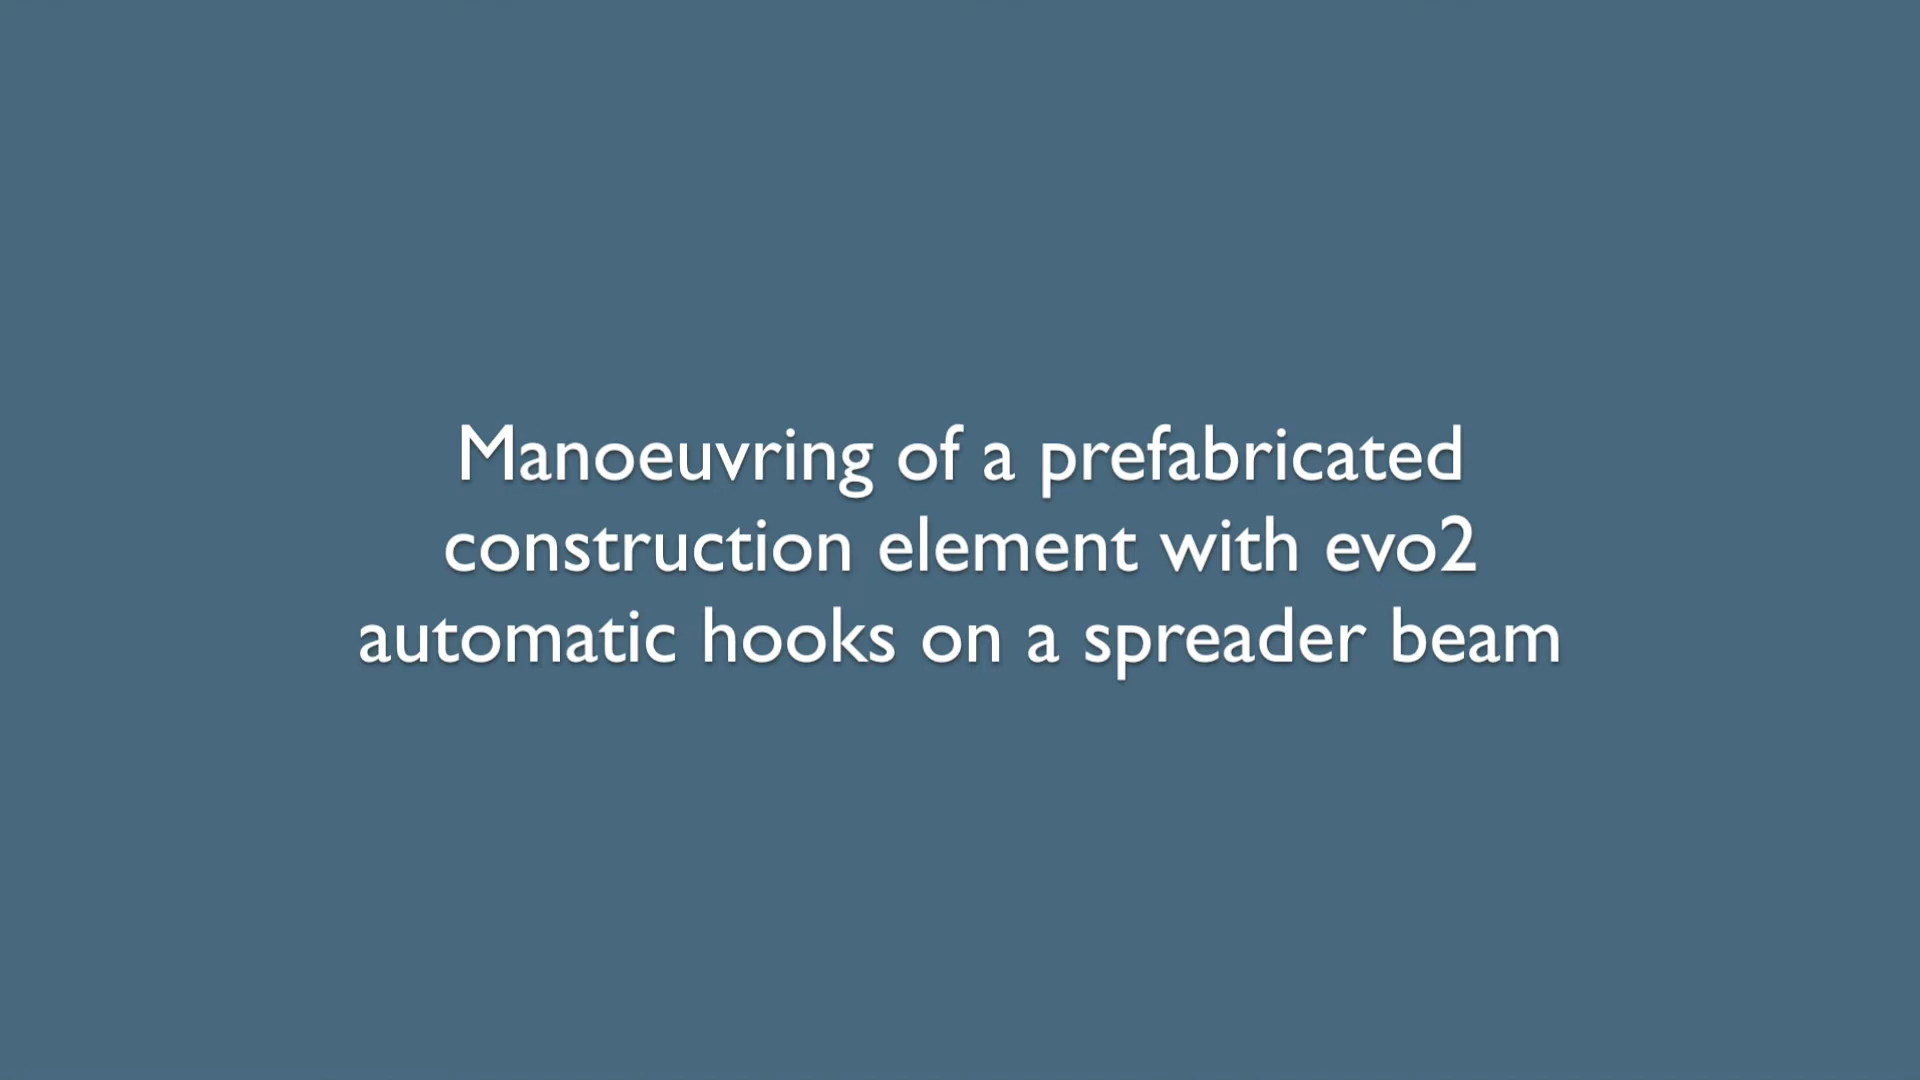 Manoeuvring of a prefabricated
construction element with evo2
automatic hooks on a spreader beam